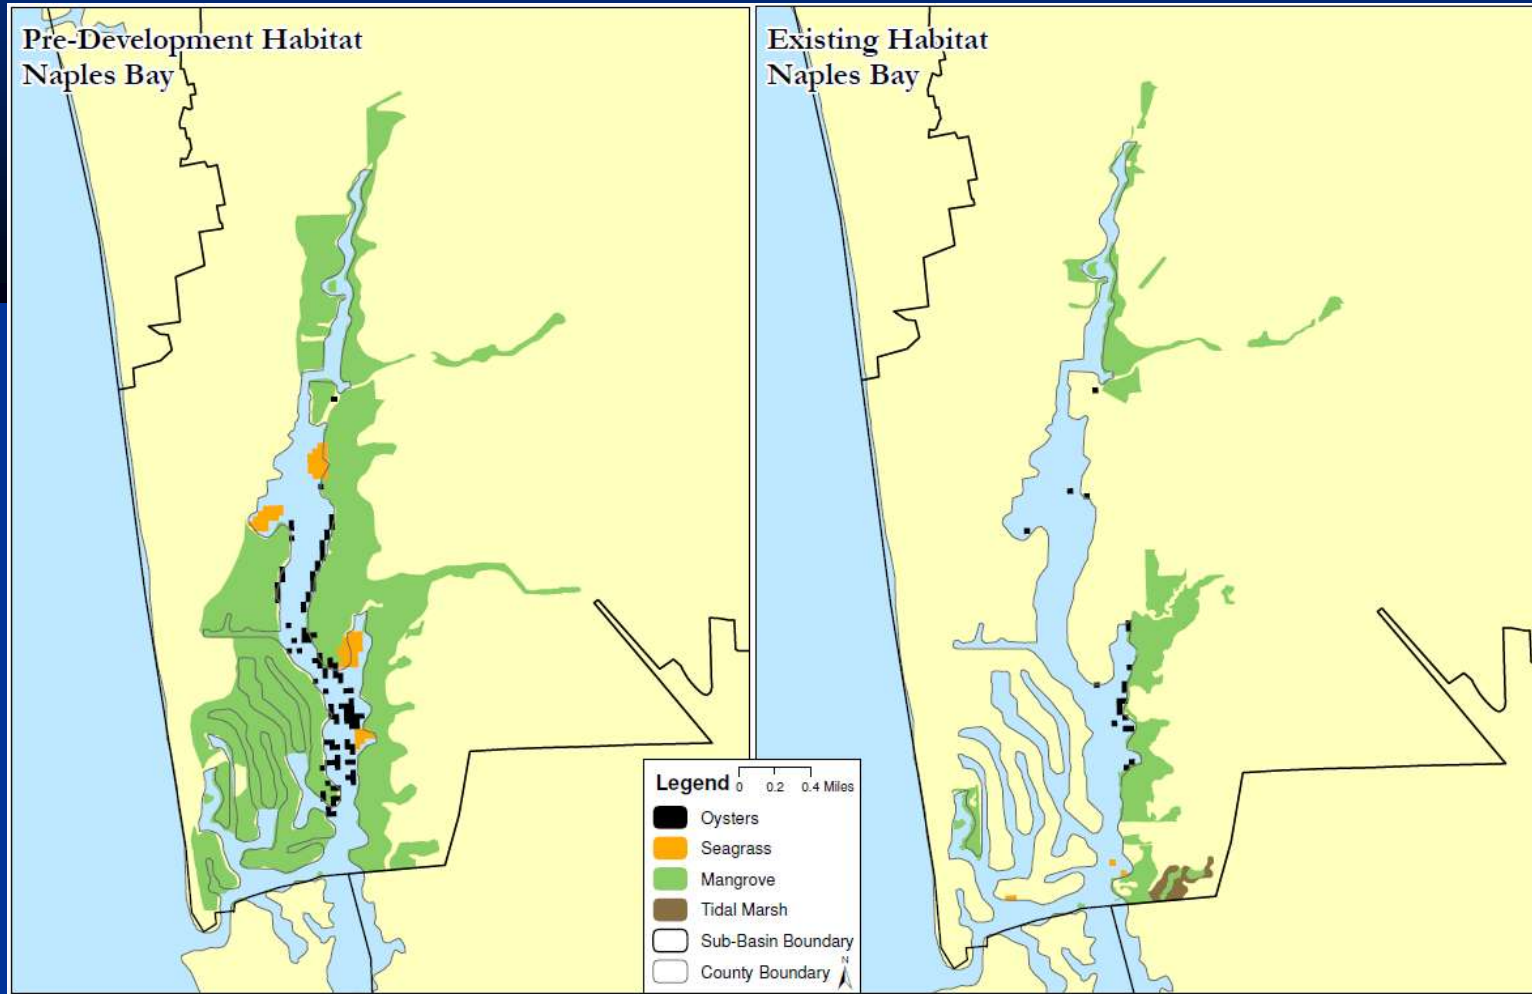 Pre-Development Habitat
Naples Bay
Existing Habitat
Naples Bay
Legend 0 0.2 0.4 Miles
Oysters
Seagrass
Mangrove
Tidal Marsh
Sub-Basin Boundary
County Boundary
N